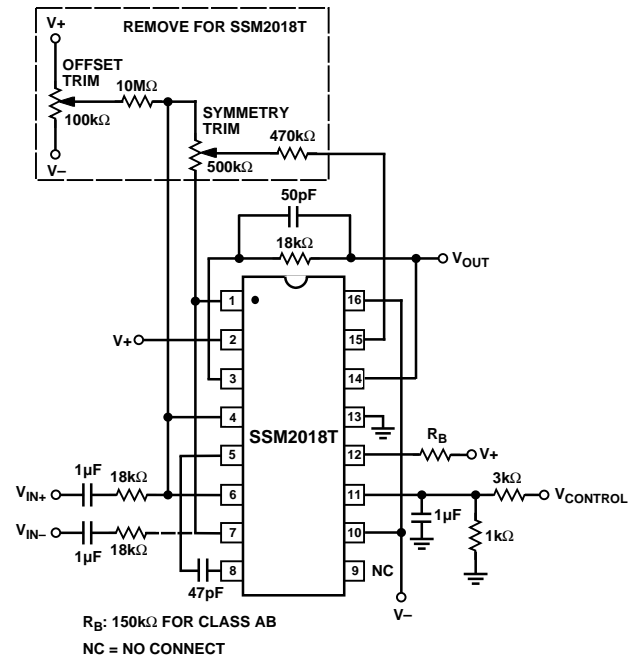 V+
REMOVE FOR SSM2018T
OFFSET
TRIM
10MΩ
100kΩ
SYMMETRY
TRIM
470kΩ
500kΩ
V–
50pF
18kΩ
VOUT
1
16
V+
2
15
3
14
4
13
SSM2018T
5
12
RB
V+
1µF
18kΩ
3kΩ
VIN+
6
11
VCONTROL
VIN–
7
10
1µF
1kΩ
1µF
18kΩ
8
9
NC
47pF
V–
RB: 150kΩ FOR CLASS AB
NC = NO CONNECT